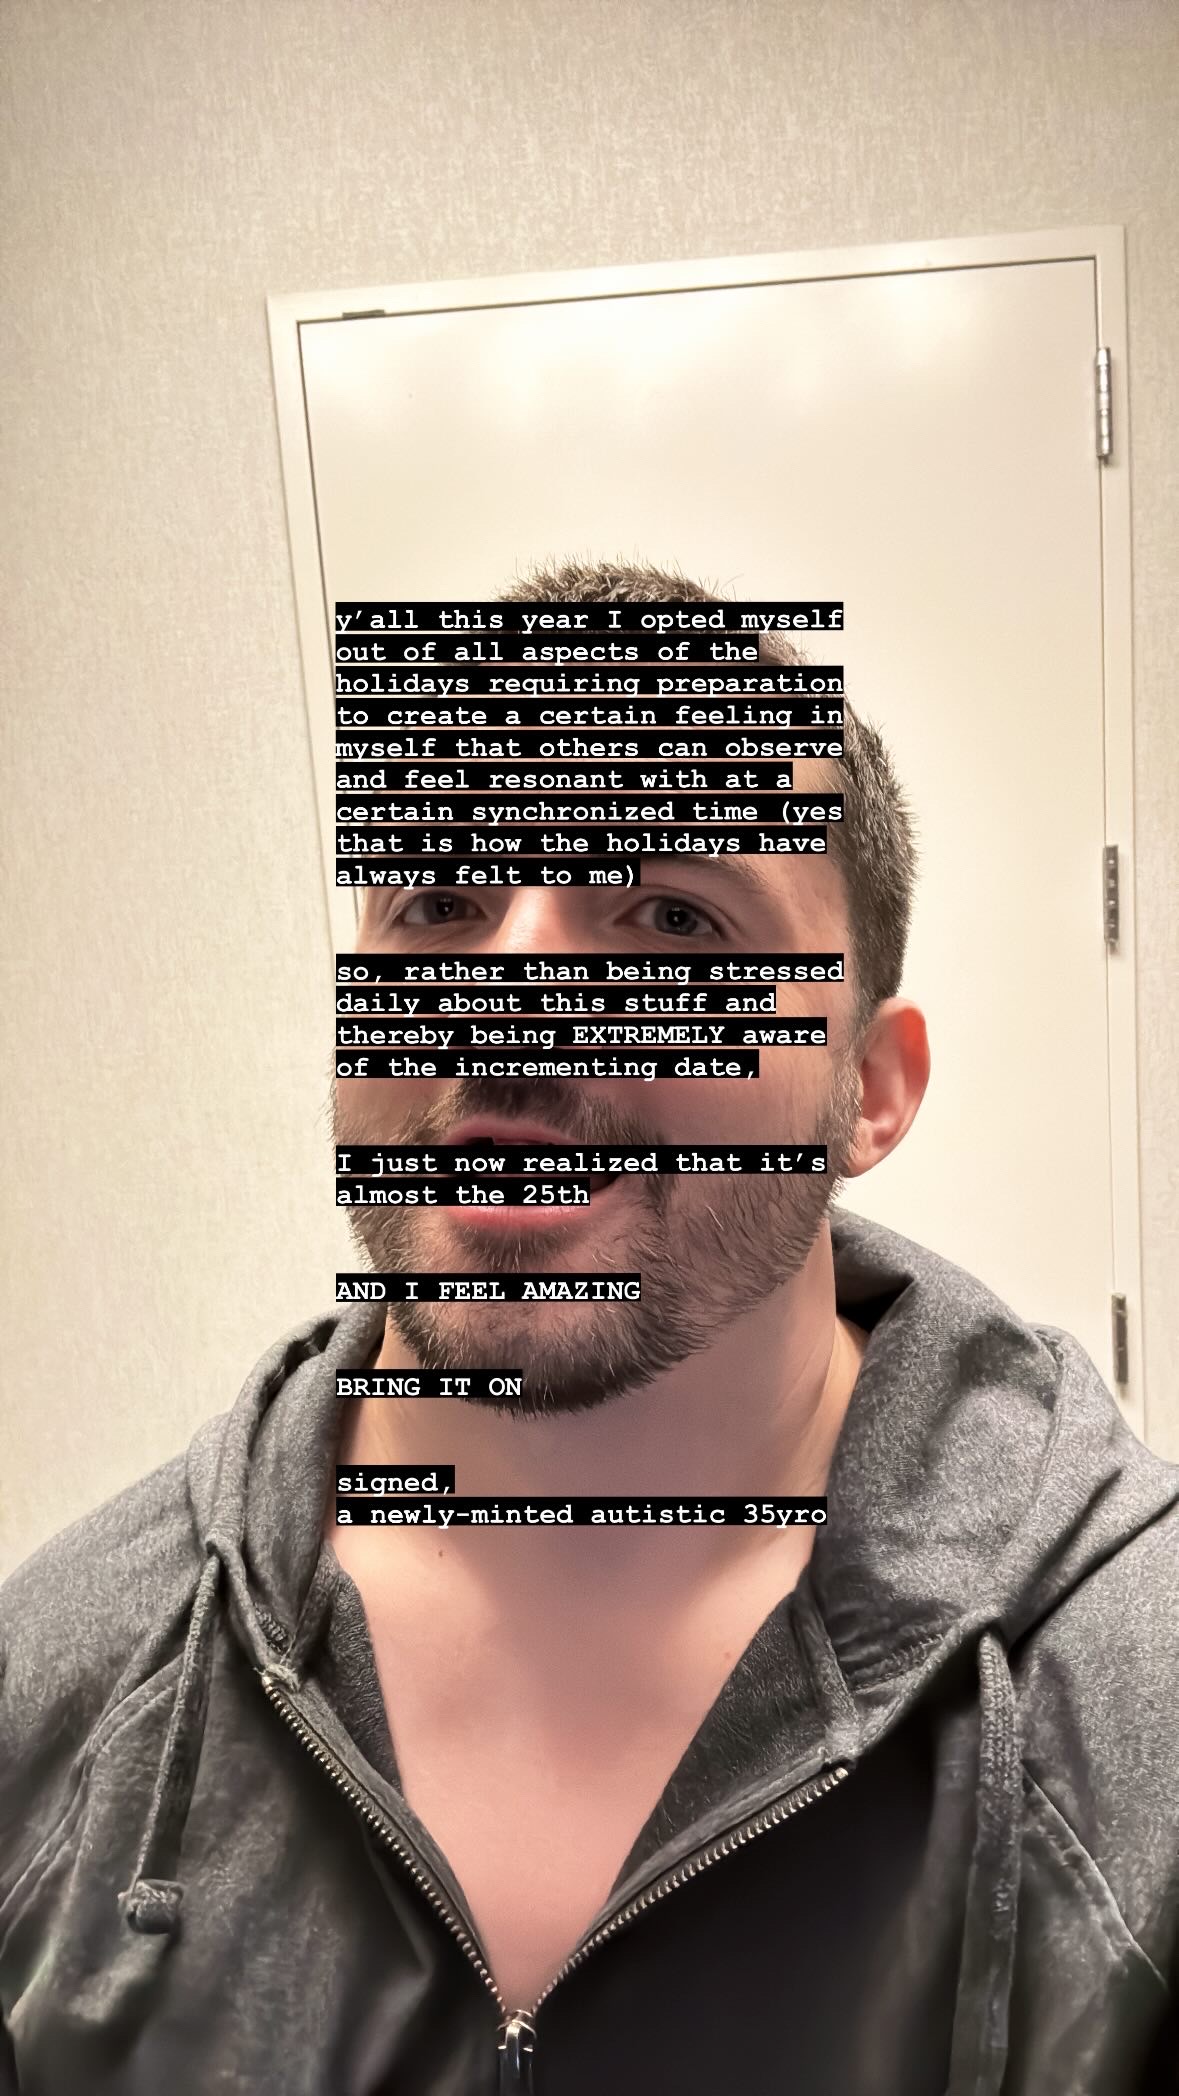 y’all this year I opted myself
out of all aspects of the
holidays requiring preparation
to create a certain feeling in
myself that others can observe
and feel resonant with at a
certain synchronized time (yes
that is how the holidays have
always felt to me)
so, rather than being stressed
daily about this stuff and
thereby being EXTREMELY aware
of the incrementing date,
I just now realized that it’s
almost the 25th
AND I FEEL AMAZING
BRING IT ON
signed,
a newly-minted autistic 35yro